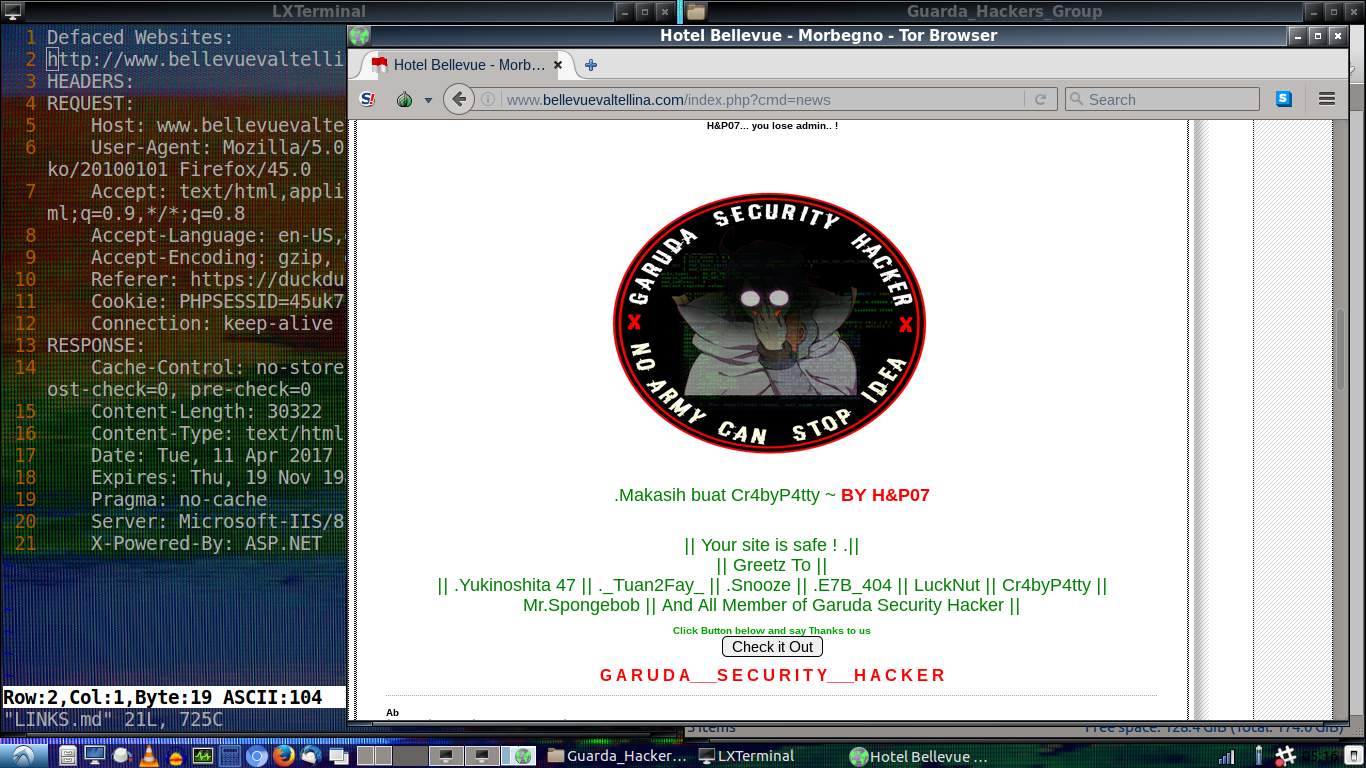 LXTerminal
Guarda_Hackers_Group
1 Defaced Websites:
2 http://www.bellevuevaltelli
3 HEADERS:
4 REQUEST:
5 Host: www.bellevuevalte
6 User-Agent: Mozilla/5.0
ko/20100101 Firefox/45.0
7 Accept: text/html,appli
ml;q=0.9,*/*;q=0.8
8 Accept-Language: en-US,
9 Accept-Encoding: gzip,
10 Referer: https://duckdu
11 Cookie: PHPSESSID=45uk7
12 Connection: keep-alive
13 RESPONSE:
14 Cache-Control: no-store
ost-check=0, pre-check=0
15 Content-Length: 30322
16 Content-Type: text/html
17 Date: Tue, 11 Apr 2017
18 Expires: Thu, 19 Nov 19
19 Pragma: no-cache
20 Server: Microsoft-IIS/8
21 X-Powered-By: ASP.NET
~
~
~
~
~
Row:2,Col:1,Byte:19 ASCII:104
"LINKS.md" 21L, 725C
Hotel Bellevue - Morbegno - Tor Browser
Hotel Bellevue - Morb...
www.bellevuevaltellina.com/index.php?cmd=news
Search
H&P07... you lose admin.. !
GARUDA SECURITY HACKER
X X
NO ARMY CAN STOP IDEA
.Makasih buat Cr4byP4tty ~ BY H&P07
|| Your site is safe ! .||
|| Greetz To ||
|| .Yukinoshita 47 || ._Tuan2Fay_ || .Snooze || .E7B_404 || LuckNut || Cr4byP4tty ||
Mr.Spongebob || And All Member of Garuda Security Hacker ||
Click Button below and say Thanks to us
Check it Out
G A R U D A___S E C U R I T Y___H A C K E R
Ab
Free space: 128.4 GiB (Total: 174.0 GiB)
Guarda_Hacker...
LXTerminal
Hotel Bellevue ...